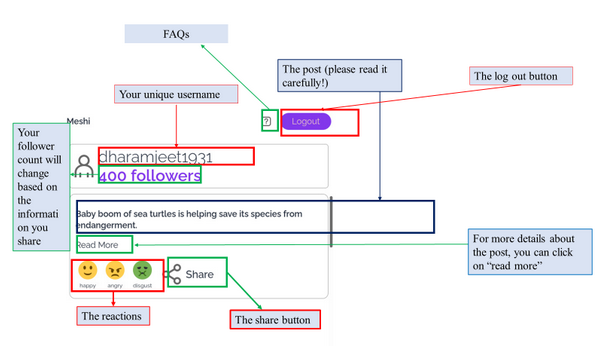 FAQs
The post (please read it
carefully!)
The log out button
Your unique username
Meshi
?
Logout
Your
follower
count will
change
based on
the
informati
on you
share
dharamjeet1931
400 followers
Baby boom of sea turtles is helping save its species from
endangerment.
Read More
For more details about
the post, you can click
on “read more”
happy
angry
disgust
Share
The reactions
The share button